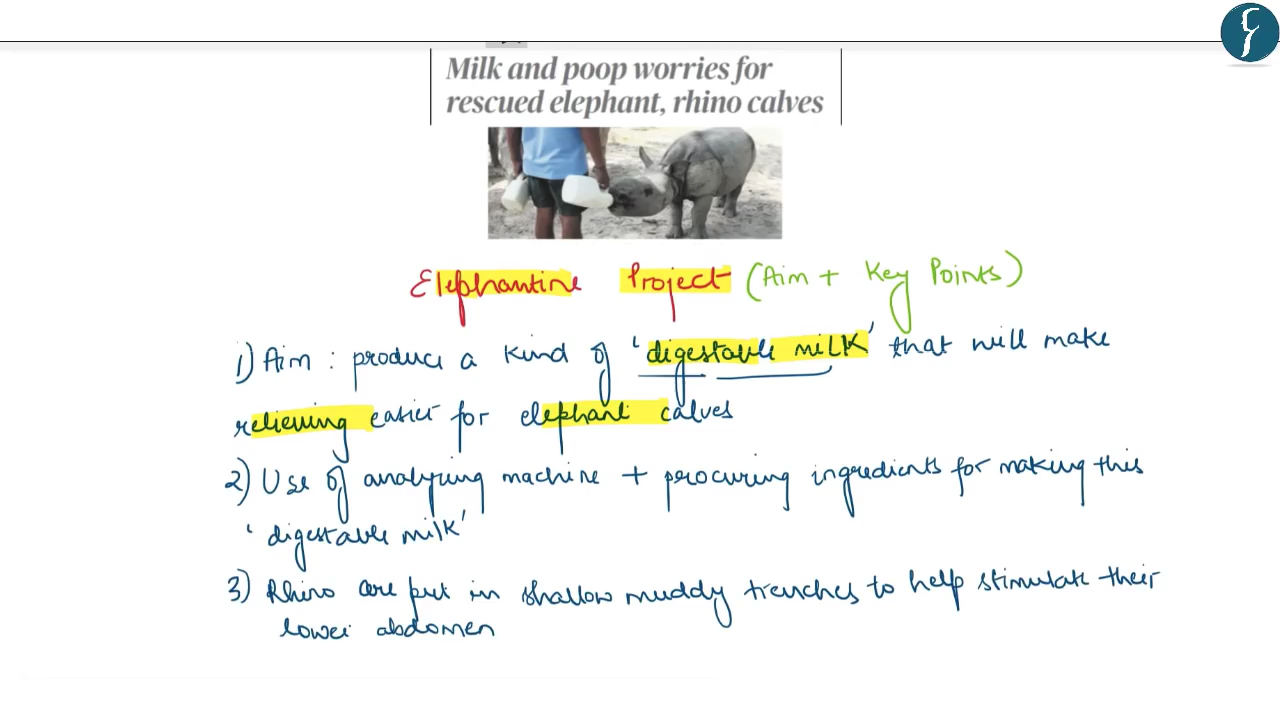 Milk and poop worries for
rescued elephant, rhino calves
Elephantine Project (Aim + Key Points)
1) Aim : produce a kind of 'digestable milk' that will make
relieving easier for elephant calves
2) Use of analyzing machine + procuring ingredients for making this
'digestable milk'
3) Rhino are put in shallow muddy trenches to help stimulate their
lower abdomen